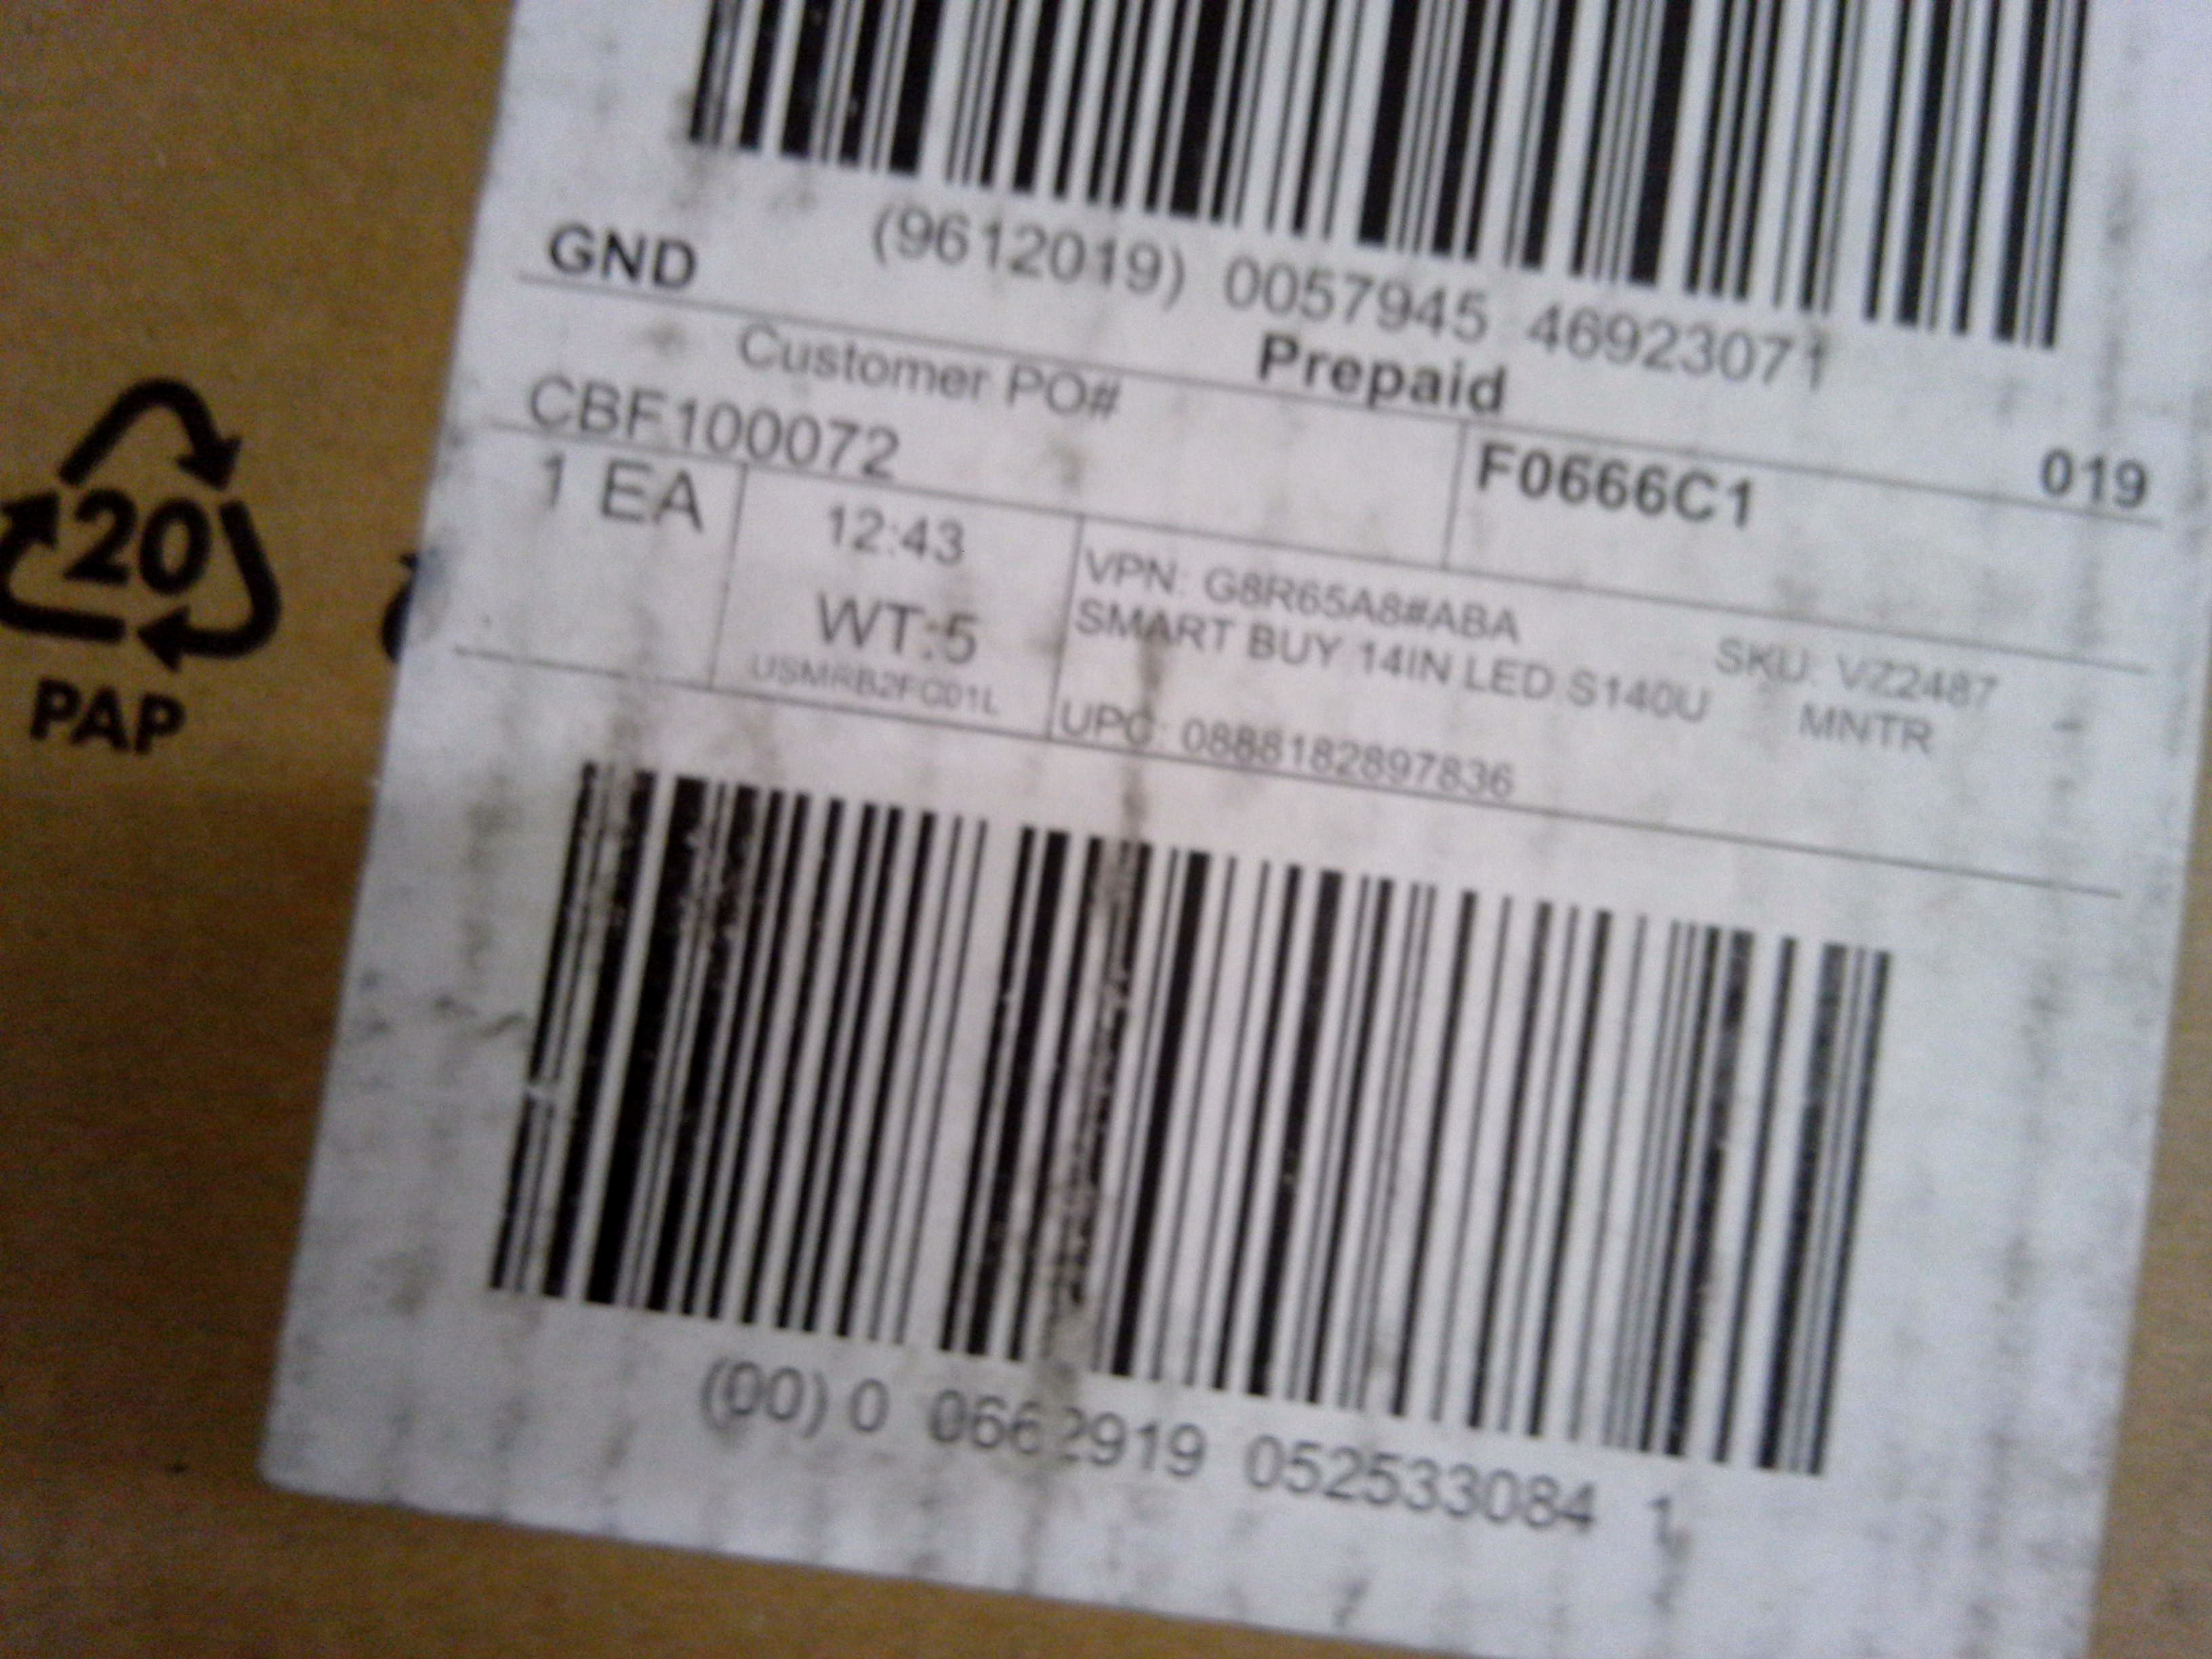 (9612019) 0057945 46923071
GND
Prepaid
Customer PO#
CBF100072
F0666C1
019
1 EA
12:43
WT:5
USMRB2FC01L
VPN: G8R65A8#ABA
SKU: VZ2487
SMART BUY 14IN LED S140U MNTR
UPC: 0888182897836
(00) 0 0662919 052533084 1
20
PAP